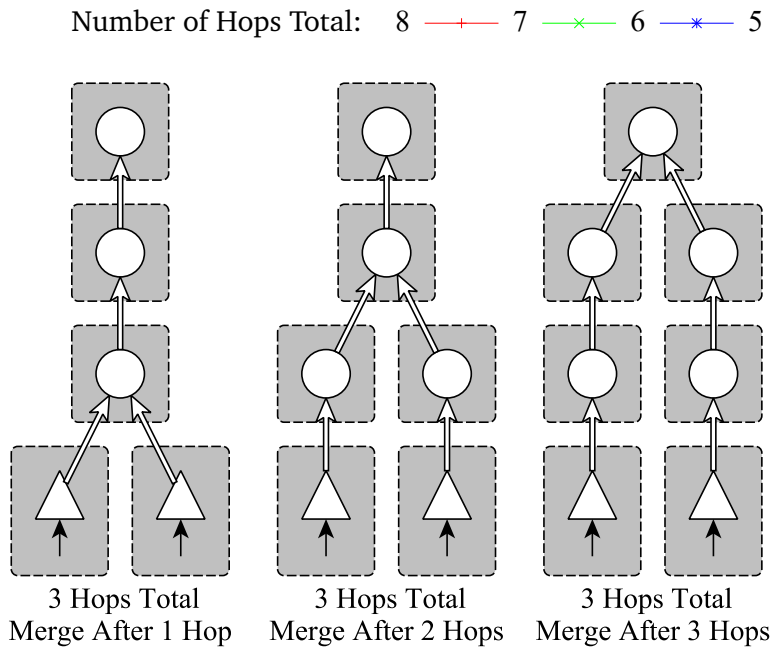 Number of Hops Total: 8 7 6 5
3 Hops Total
Merge After 1 Hop
3 Hops Total
Merge After 2 Hops
3 Hops Total
Merge After 3 Hops